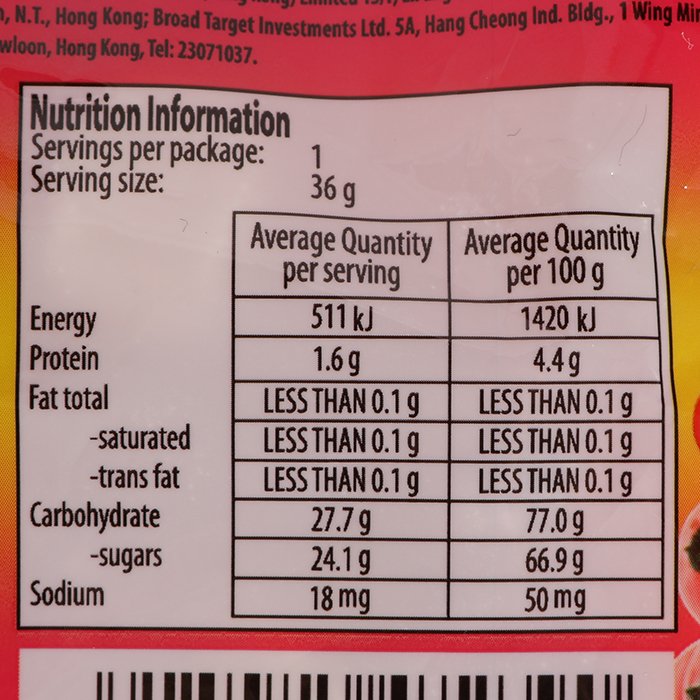 N.T., Hong Kong; Broad Target Investments Ltd. 5A, Hang Cheong Ind. Bldg., 1 Wing
Hong Kong, Tel: 23071037.
Nutrition Information
Servings per package: 1
Serving size: 36 g
Average Quantity per serving Average Quantity per 100 g
Energy 511 kJ 1420 kJ
Protein 1.6 g 4.4 g
Fat total LESS THAN 0.1 g LESS THAN 0.1 g
-saturated LESS THAN 0.1 g LESS THAN 0.1 g
-trans fat LESS THAN 0.1 g LESS THAN 0.1 g
Carbohydrate 27.7 g 77.0 g
-sugars 24.1 g 66.9 g
Sodium 18 mg 50 mg